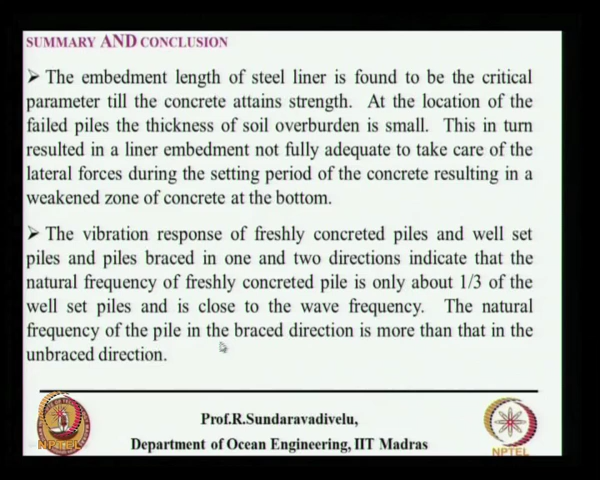 SUMMARY AND CONCLUSION
➢ The embedment length of steel liner is found to be the critical
parameter till the concrete attains strength. At the location of the
failed piles the thickness of soil overburden is small. This in turn
resulted in a liner embedment not fully adequate to take care of the
lateral forces during the setting period of the concrete resulting in a
weakened zone of concrete at the bottom.
➢ The vibration response of freshly concreted piles and well set
piles and piles braced in one and two directions indicate that the
natural frequency of freshly concreted pile is only about 1/3 of the
well set piles and is close to the wave frequency. The natural
frequency of the pile in the braced direction is more than that in the
unbraced direction.
Prof.R.Sundaravadivelu,
Department of Ocean Engineering, IIT Madras
NPTEL
NPTEL